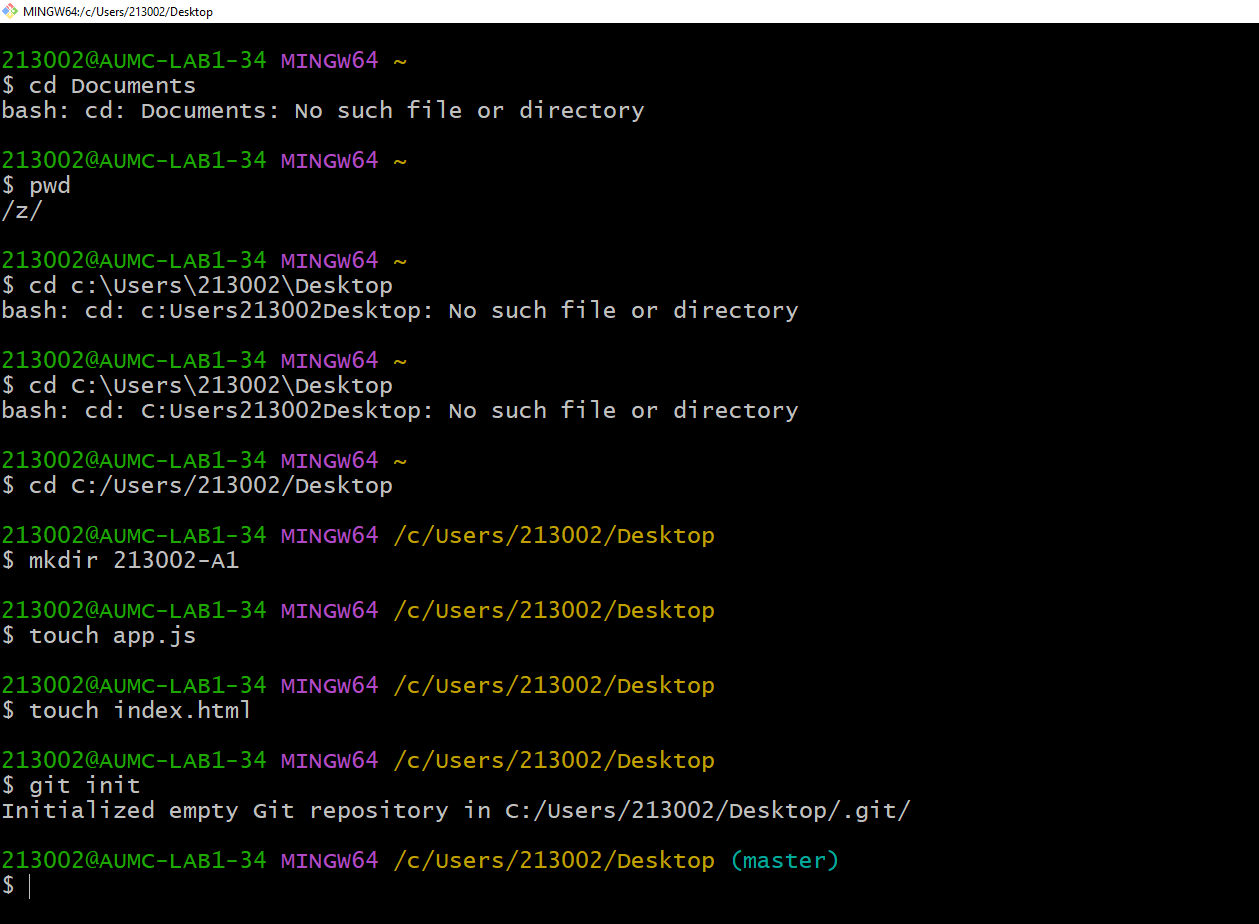 MINGW64:/c/Users/213002/Desktop
213002@AUMC-LAB1-34 MINGW64 ~
$ cd Documents
bash: cd: Documents: No such file or directory
213002@AUMC-LAB1-34 MINGW64 ~
$ pwd
/z/
213002@AUMC-LAB1-34 MINGW64 ~
$ cd c:\Users\213002\Desktop
bash: cd: c:Users213002Desktop: No such file or directory
213002@AUMC-LAB1-34 MINGW64 ~
$ cd C:\Users\213002\Desktop
bash: cd: C:Users213002Desktop: No such file or directory
213002@AUMC-LAB1-34 MINGW64 ~
$ cd C:/Users/213002/Desktop
213002@AUMC-LAB1-34 MINGW64 /c/Users/213002/Desktop
$ mkdir 213002-A1
213002@AUMC-LAB1-34 MINGW64 /c/Users/213002/Desktop
$ touch app.js
213002@AUMC-LAB1-34 MINGW64 /c/Users/213002/Desktop
$ touch index.html
213002@AUMC-LAB1-34 MINGW64 /c/Users/213002/Desktop
$ git init
Initialized empty Git repository in C:/Users/213002/Desktop/.git/
213002@AUMC-LAB1-34 MINGW64 /c/Users/213002/Desktop (master)
$